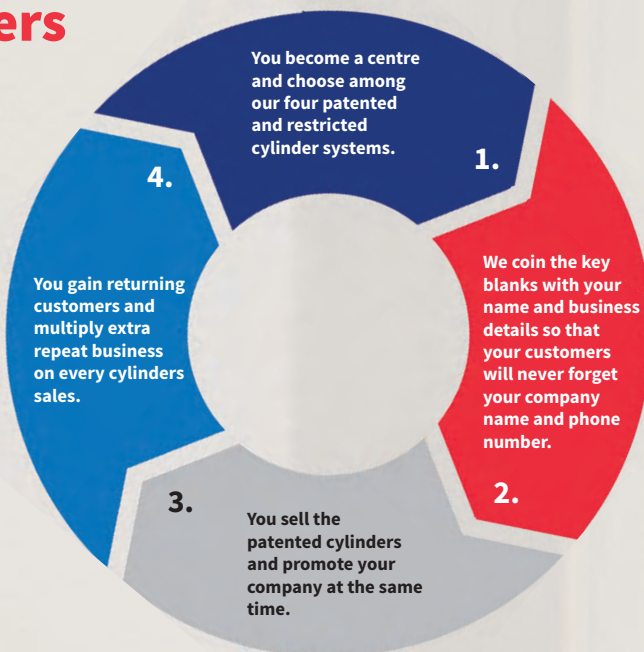 You become a centre
and choose among
our four patented
and restricted
cylinder systems.
1.
We coin the key
blanks with your
name and business
details so that
your customers
will never forget
your company
name and phone
number.
2.
3.
You sell the
patented cylinders
and promote your
company at the same
time.
4.
You gain returning
customers and
multiply extra
repeat business
on every cylinders
sales.